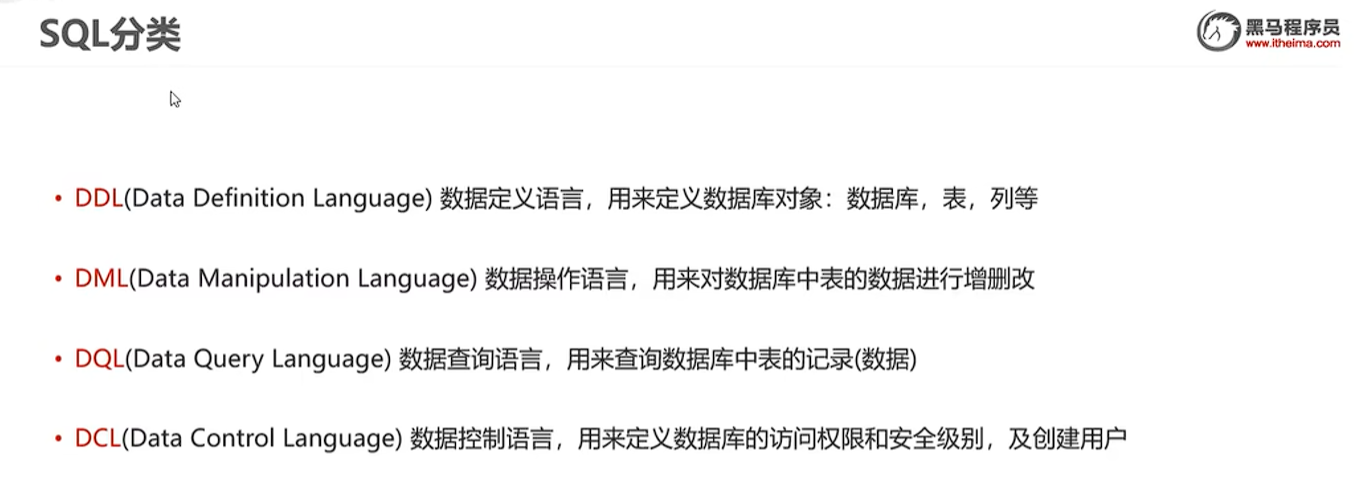 SQL分类
黑马程序员
www.itheima.com
• DDL(Data Definition Language) 数据定义语言，用来定义数据库对象：数据库，表，列等
• DML(Data Manipulation Language) 数据操作语言，用来对数据库中表的数据进行增删改
• DQL(Data Query Language) 数据查询语言，用来查询数据库中表的记录(数据)
• DCL(Data Control Language) 数据控制语言，用来定义数据库的访问权限和安全级别，及创建用户